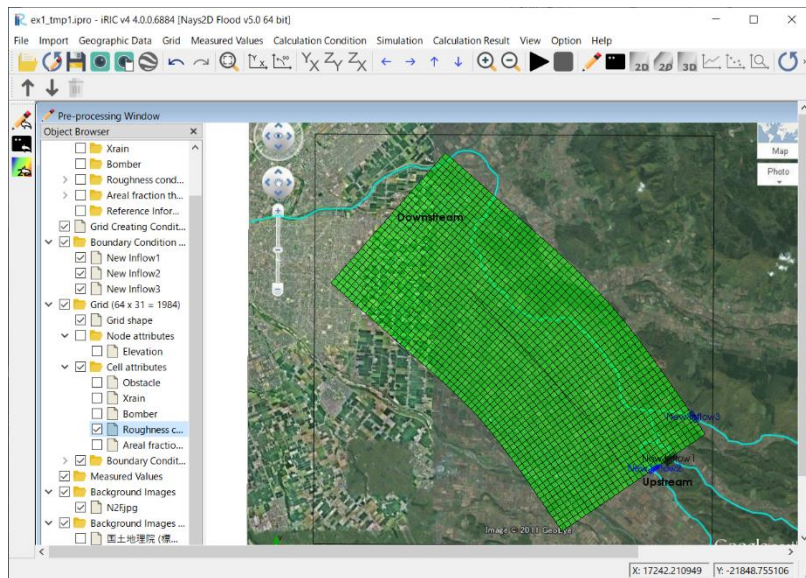 ex1_tmp1.ipro - iRIC v4 4.0.0.6884 [Nays2D Flood v5.0 64 bit]
File Import Geographic Data Grid Measured Values Calculation Condition Simulation Calculation Result View Option Help
Pre-processing Window
Object Browser
Xrain
Bomber
Roughness cond...
Areal fraction th...
Reference Infor...
Grid Creating Condit...
Boundary Condition ...
New Inflow1
New Inflow2
New Inflow3
Grid (64 x 31 = 1984)
Grid shape
Node attributes
Elevation
Cell attributes
Obstacle
Xrain
Bomber
Roughness c...
Areal fractio...
Boundary Condit...
Measured Values
Background Images
N2Fjpg
Background Images ...
国土地理院 (標...
Map
Photo
Downstream
New Inflow3
New Inflow1
New Inflow2
Upstream
Image © 2011 GeoEye
X: 17242.210949 Y: -21848.755106